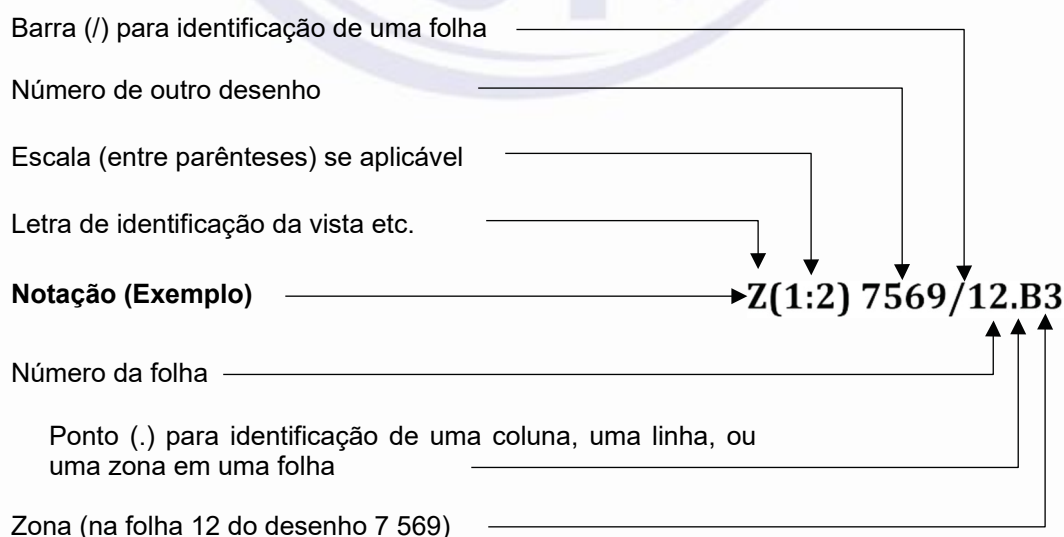 Barra (/) para identificação de uma folha
Número de outro desenho
Escala (entre parênteses) se aplicável
Letra de identificação da vista etc.
Notação (Exemplo)
Z(1:2) 7569/12.B3
Número da folha
Ponto (.) para identificação de uma coluna, uma linha, ou
uma zona em uma folha
Zona (na folha 12 do desenho 7 569)